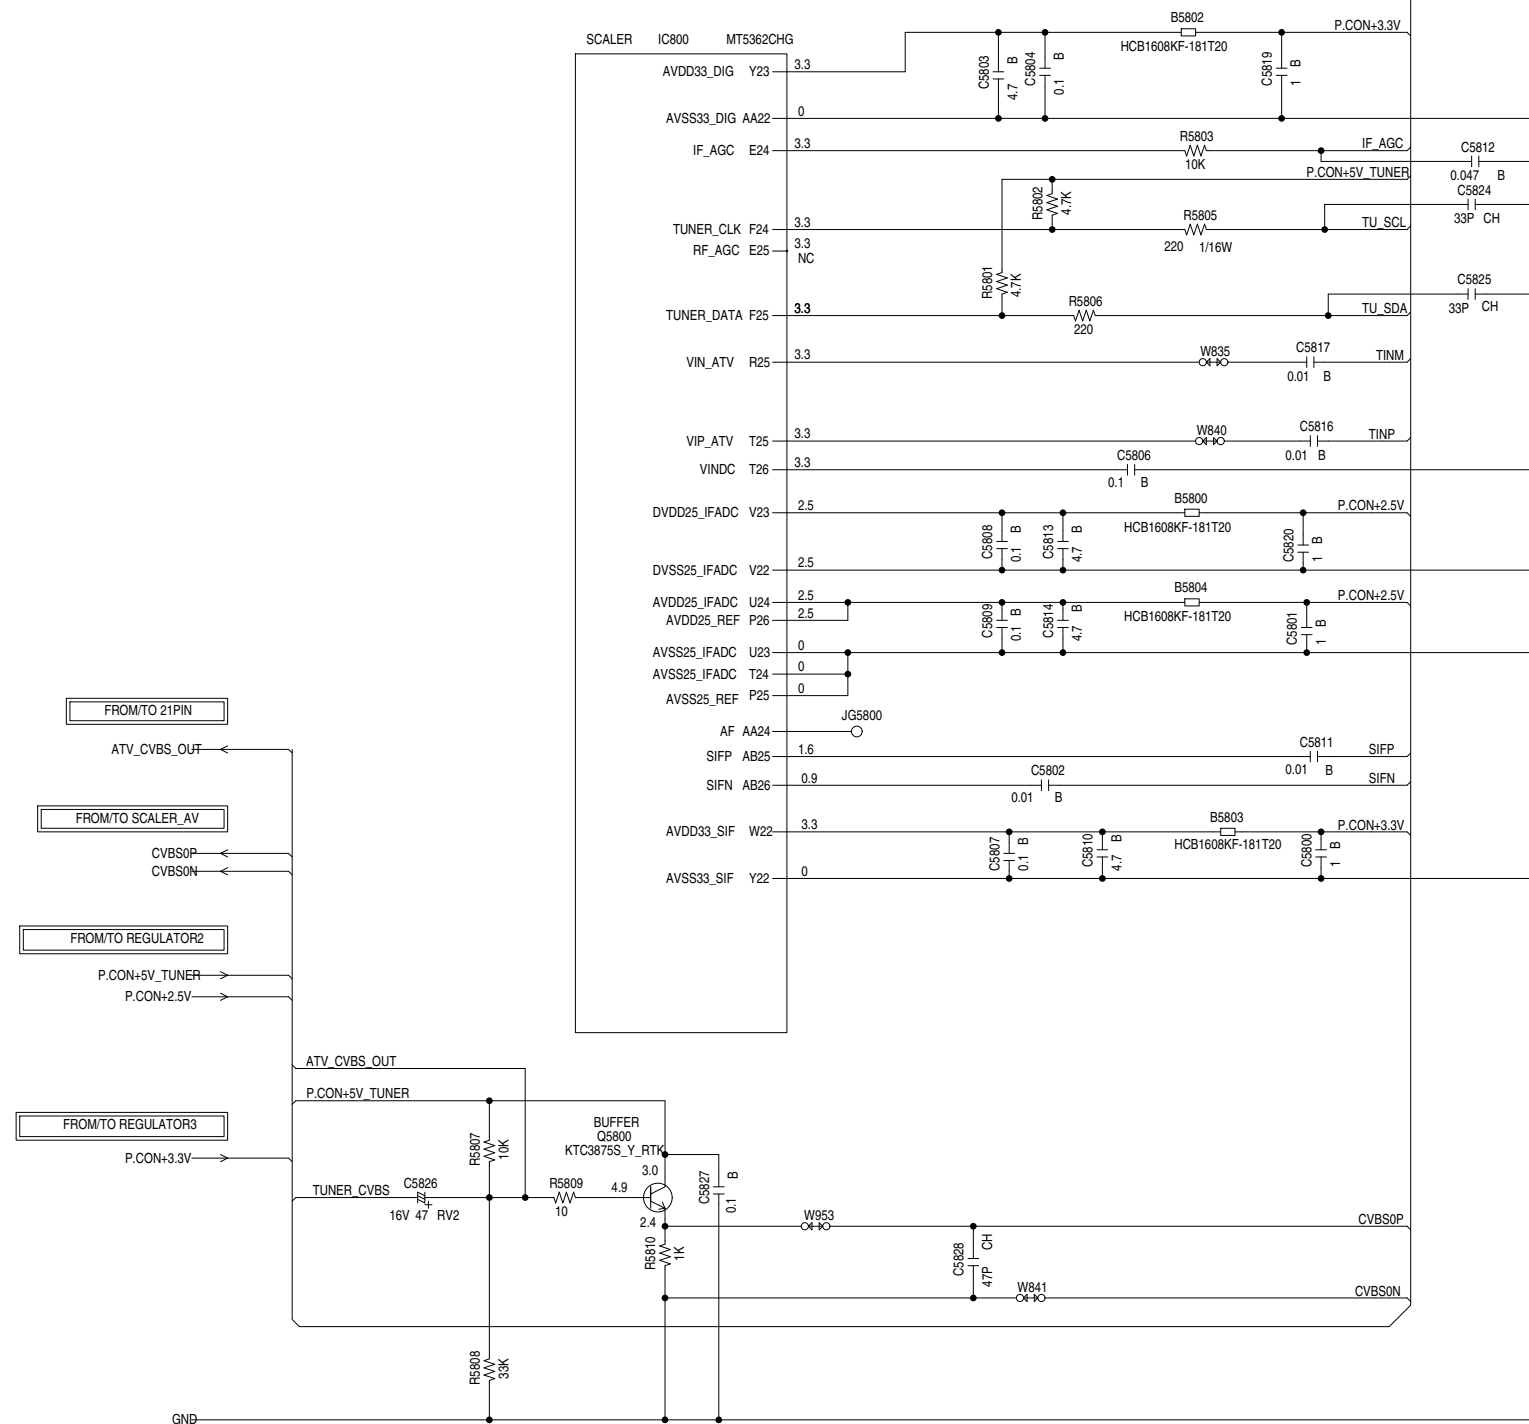 B5802
P.CON+3.3V
HCB1608KF-181T20
SCALER IC800 MT5362CHG
AVDD33_DIG Y23 3.3
C5803 4.7 B
C5804 0.1 B
C5819 1 B
AVSS33_DIG AA22 0
IF_AGC E24 3.3
R5803
10K
IF_AGC
C5812
0.047 B
P.CON+5V_TUNER
R5802 4.7K
C5824
33P CH
TUNER_CLK F24 3.3
R5805
220 1/16W
TU_SCL
RF_AGC E25 3.3
NC
R5801 4.7K
C5825
33P CH
TUNER_DATA F25 3.3
R5806
220
TU_SDA
VIN_ATV R25 3.3
W835
C5817
0.01 B
TINM
VIP_ATV T25 3.3
W840
C5816
0.01 B
TINP
VINDC T26 3.3
C5806
0.1 B
DVDD25_IFADC V23 2.5
B5800
HCB1608KF-181T20
P.CON+2.5V
C5808 0.1 B
C5813 4.7 B
C5820 1 B
DVSS25_IFADC V22 2.5
AVDD25_IFADC U24 2.5
AVDD25_REF P26 2.5
B5804
HCB1608KF-181T20
P.CON+2.5V
C5809 0.1 B
C5814 4.7 B
C5801 1 B
AVSS25_IFADC U23 0
AVSS25_IFADC T24 0
AVSS25_REF P25 0
AF AA24
JG5800
SIFP AB25 1.6
C5811
0.01 B
SIFP
SIFN AB26 0.9
C5802
0.01 B
SIFN
AVDD33_SIF W22 3.3
B5803
HCB1608KF-181T20
P.CON+3.3V
C5807 0.1 B
C5810 4.7 B
C5800 1 B
AVSS33_SIF Y22 0
FROM/TO 21PIN
ATV_CVBS_OUT
FROM/TO SCALER_AV
CVBS0P
CVBS0N
FROM/TO REGULATOR2
P.CON+5V_TUNER
P.CON+2.5V
FROM/TO REGULATOR3
P.CON+3.3V
ATV_CVBS_OUT
P.CON+5V_TUNER
R5807 10K
BUFFER
Q5800
KTC3875S_Y_RTK
3.0
4.9
2.4
TUNER_CVBS
C5826
16V 47 + RV2
R5809
10
C5827 0.1 B
R5810 1K
W953
CVBS0P
C5828 47P CH
W841
CVBS0N
R5808 33K
GND